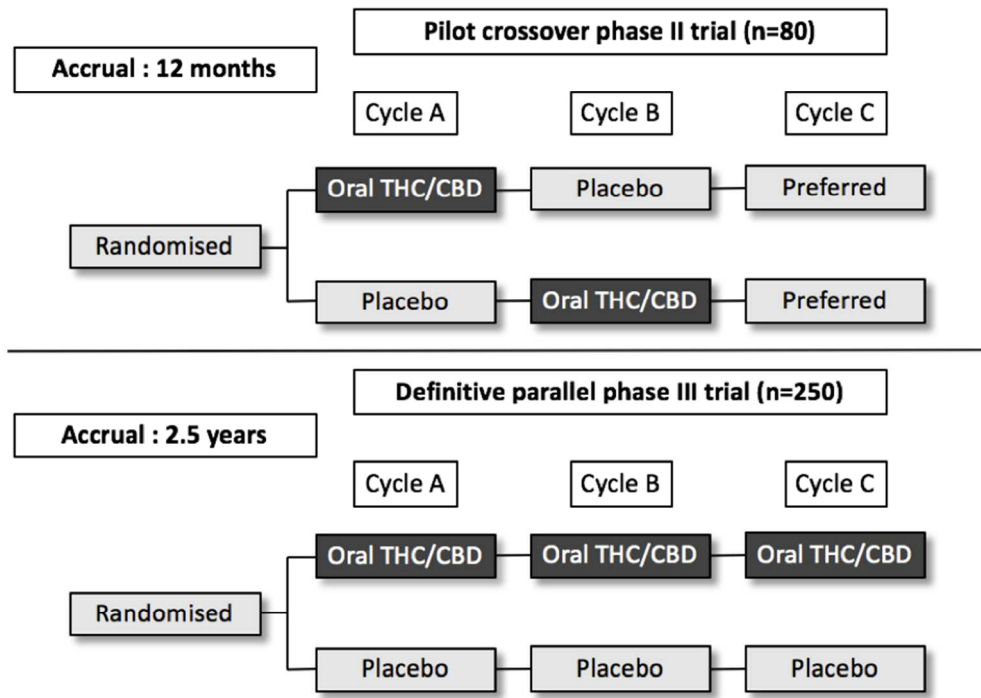 Pilot crossover phase II trial (n=80)
Accrual : 12 months
Cycle A
Cycle B
Cycle C
Oral THC/CBD
Placebo
Preferred
Randomised
Placebo
Oral THC/CBD
Preferred
Definitive parallel phase III trial (n=250)
Accrual : 2.5 years
Cycle A
Cycle B
Cycle C
Oral THC/CBD
Oral THC/CBD
Oral THC/CBD
Randomised
Placebo
Placebo
Placebo